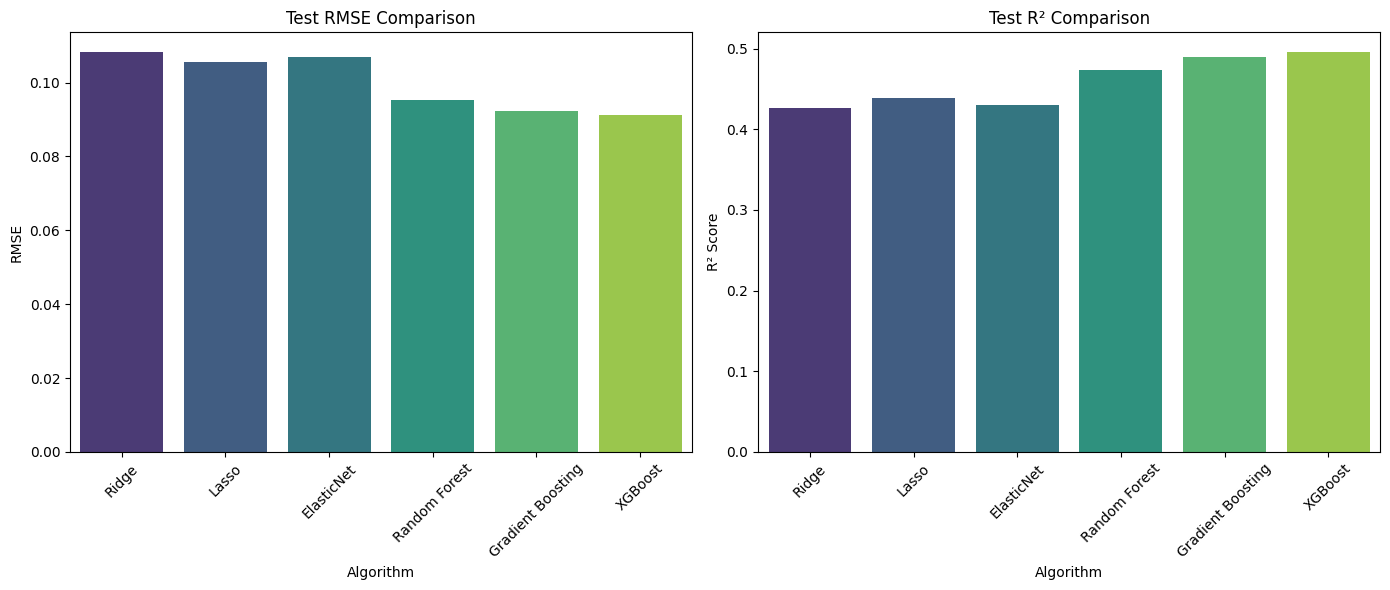 Test RMSE Comparison
RMSE
0.10
0.08
0.06
0.04
0.02
0.00
Ridge
Lasso
ElasticNet
Random Forest
Gradient Boosting
XGBoost
Algorithm
Test R² Comparison
R² Score
0.5
0.4
0.3
0.2
0.1
0.0
Ridge
Lasso
ElasticNet
Random Forest
Gradient Boosting
XGBoost
Algorithm